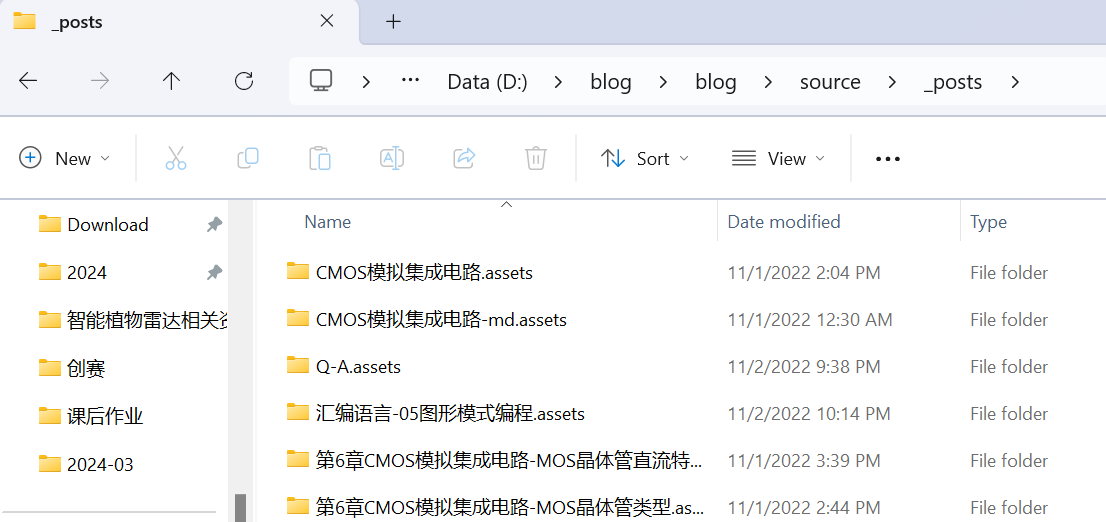 _posts
Data (D:) blog blog source _posts
New Sort View
Name Date modified Type
Download
2024
智能植物雷达相关资
创赛
课后作业
2024-03
CMOS模拟集成电路.assets 11/1/2022 2:04 PM File folder
CMOS模拟集成电路-md.assets 11/1/2022 12:30 AM File folder
Q-A.assets 11/2/2022 9:38 PM File folder
汇编语言-05图形模式编程.assets 11/2/2022 10:14 PM File folder
第6章CMOS模拟集成电路-MOS晶体管直流特... 11/1/2022 3:39 PM File folder
第6章CMOS模拟集成电路-MOS晶体管类型.as... 11/1/2022 2:44 PM File folder